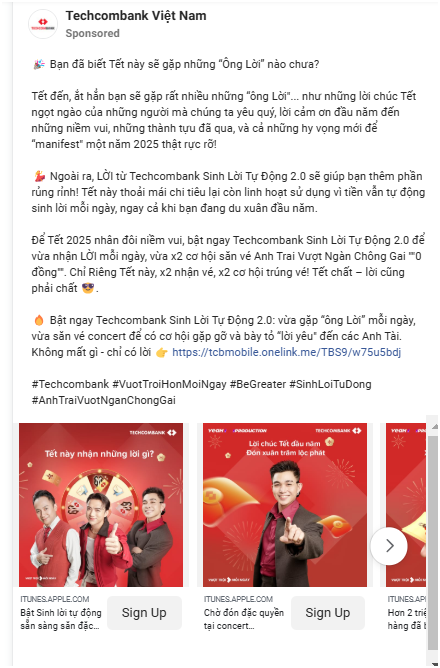 Techcombank Việt Nam
Sponsored
🎉 Bạn đã biết Tết này sẽ gặp những “Ông Lời” nào chưa?
Tết đến, ắt hẳn bạn sẽ gặp rất nhiều những “ông Lời"... như những lời chúc Tết
ngọt ngào của những người mà chúng ta yêu quý, lời cảm ơn đầu năm đến
những niềm vui, những thành tựu đã qua, và cả những hy vọng mới để
“manifest" một năm 2025 thật rực rỡ!
💃 Ngoài ra, LỜI từ Techcombank Sinh Lời Tự Động 2.0 sẽ giúp bạn thêm phần
rủng rỉnh! Tết này thoải mái chi tiêu lại còn linh hoạt sử dụng vì tiền vẫn tự động
sinh lời mỗi ngày, ngay cả khi bạn đang du xuân đầu năm.
Để Tết 2025 nhân đôi niềm vui, bật ngay Techcombank Sinh Lời Tự Động 2.0 để
vừa nhận LỜI mỗi ngày, vừa x2 cơ hội săn vé Anh Trai Vượt Ngàn Chông Gai ""0
đồng"". Chỉ Riêng Tết này, x2 nhận vé, x2 cơ hội trúng vé! Tết chất – lời cũng
phải chất 😎.
🔥 Bật ngay Techcombank Sinh Lời Tự Động 2.0: vừa gặp “ông Lời” mỗi ngày,
vừa săn vé concert để có cơ hội gặp gỡ và bày tỏ “lời yêu" đến các Anh Tài.
Không mất gì - chỉ có lời 👉 https://tcbmobile.onelink.me/TBS9/w75u5bdj
#Techcombank #VuotTroiHonMoiNgay #BeGreater #SinhLoiTuDong
#AnhTraiVuotNganChongGai
TECHCOMBANK
Tết này nhận những lời gì?
VƯỢT TRỘI HƠN MỖI NGÀY
ITUNES.APPLE.COM
Bật Sinh lời tự động
sẵn sàng săn đặc...
Sign Up
YEAH1 PRODUCTION TECHCOMBANK
Lời chúc Tết đầu năm
Đón xuân trăm lộc phát
VƯỢT TRỘI HƠN MỖI NGÀY
ITUNES.APPLE.COM
Chờ đón đặc quyền
tại concert...
Sign Up
YEAH1
ITUNES.APPLE
Hơn 2 triệ
hàng đã b